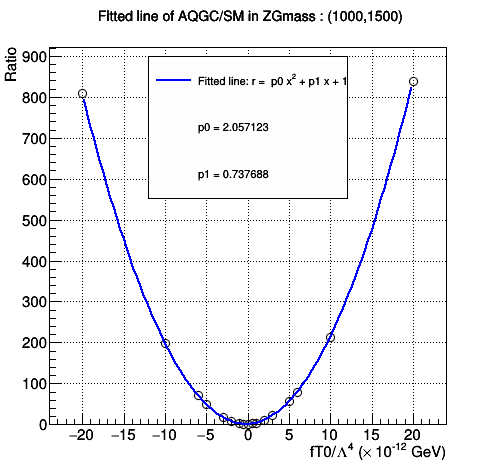 FItted line of AQGC/SM in ZGmass : (1000,1500)
Ratio
900
800
700
600
500
400
300
200
100
0
Fitted line: r = p0 x² + p1 x + 1
p0 = 2.057123
p1 = 0.737688
−20 −15 −10 −5 0 5 10 15 20
fT0/Λ⁴ (× 10⁻¹² GeV)